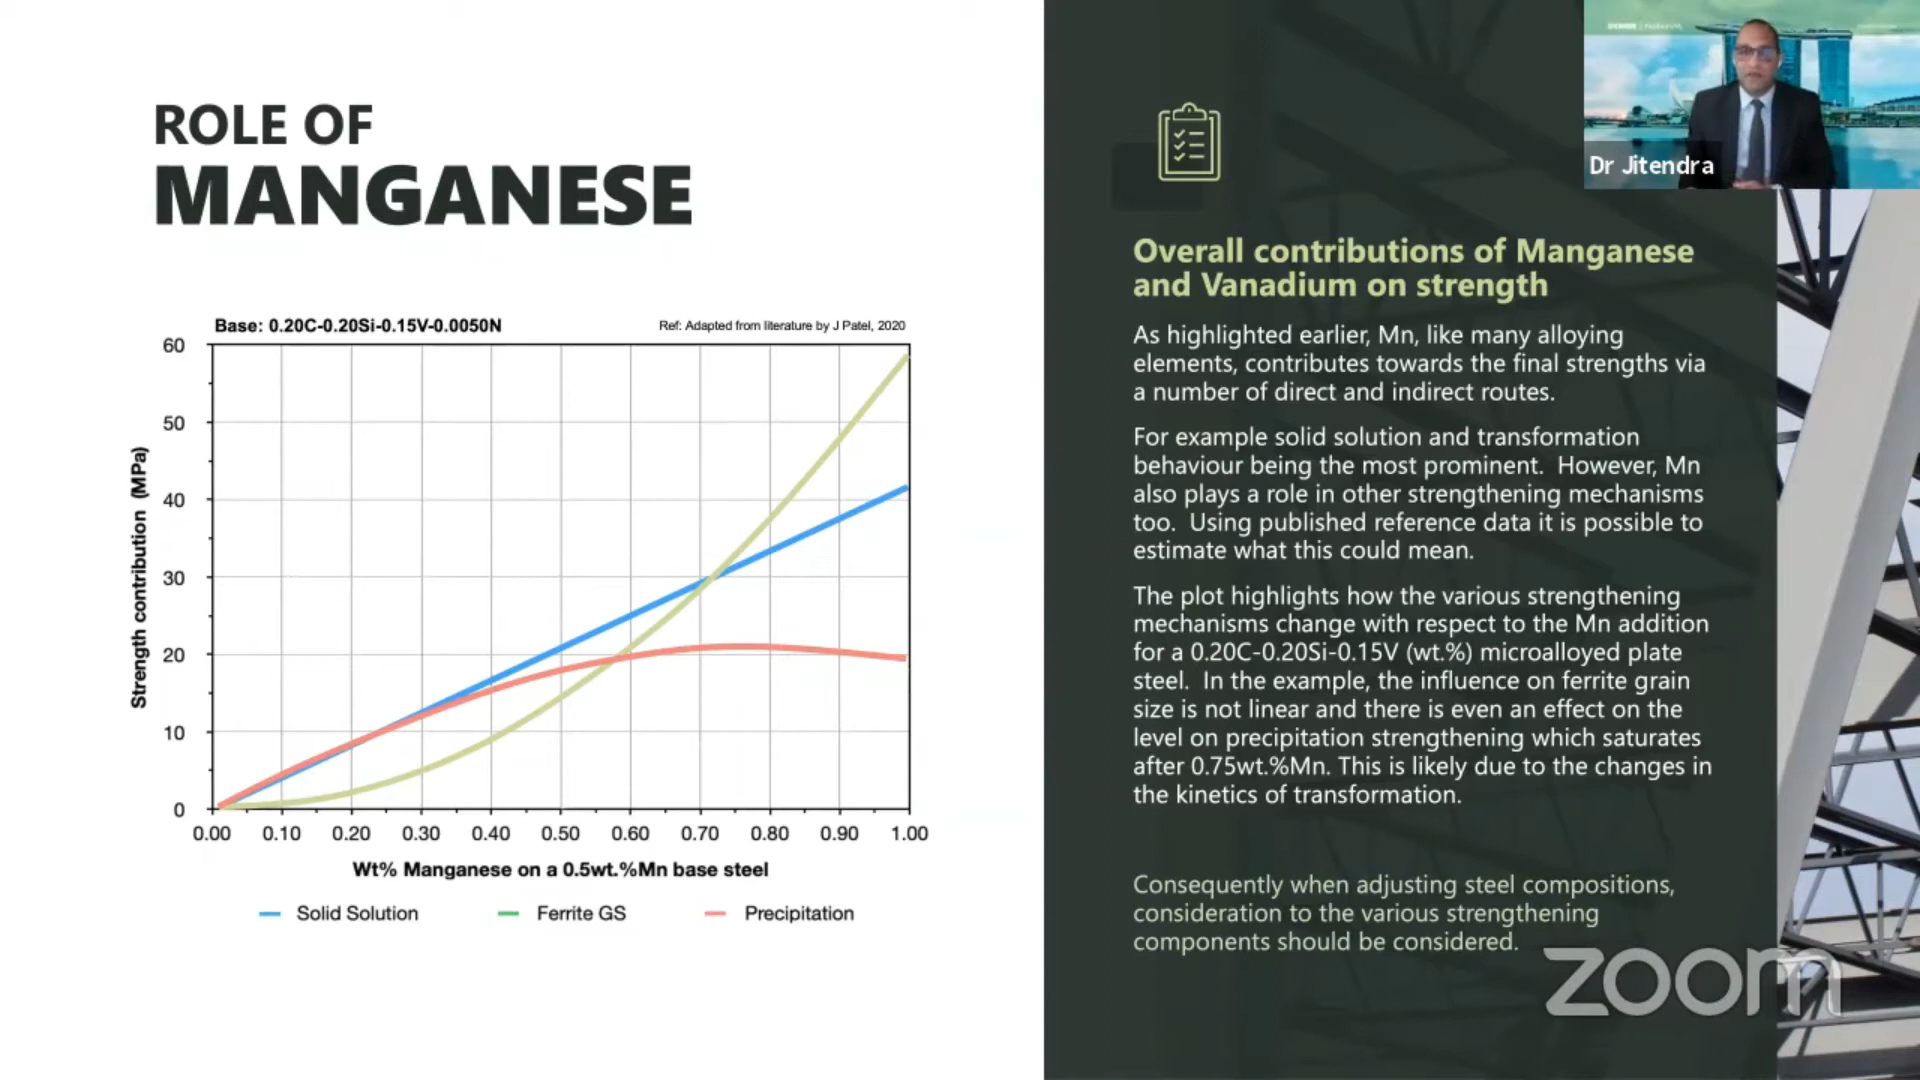 ROLE OF
MANGANESE
Base: 0.20C-0.20Si-0.15V-0.0050N
Ref: Adapted from literature by J Patel, 2020
Strength contribution (MPa)
60
50
40
30
20
10
0
0.00 0.10 0.20 0.30 0.40 0.50 0.60 0.70 0.80 0.90 1.00
Wt% Manganese on a 0.5wt.%Mn base steel
Solid Solution Ferrite GS Precipitation
Dr Jitendra
Overall contributions of Manganese
and Vanadium on strength
As highlighted earlier, Mn, like many alloying
elements, contributes towards the final strengths via
a number of direct and indirect routes.
For example solid solution and transformation
behaviour being the most prominent. However, Mn
also plays a role in other strengthening mechanisms
too. Using published reference data it is possible to
estimate what this could mean.
The plot highlights how the various strengthening
mechanisms change with respect to the Mn addition
for a 0.20C-0.20Si-0.15V (wt.%) microalloyed plate
steel. In the example, the influence on ferrite grain
size is not linear and there is even an effect on the
level on precipitation strengthening which saturates
after 0.75wt.%Mn. This is likely due to the changes in
the kinetics of transformation.
Consequently when adjusting steel compositions,
consideration to the various strengthening
components should be considered.
zoom